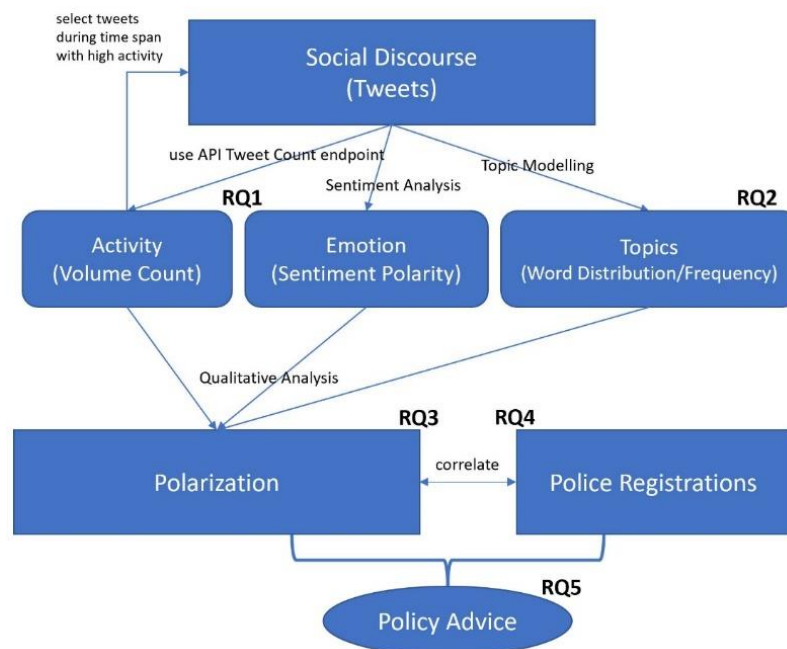 select tweets
during time span
with high activity
Social Discourse
(Tweets)
use API Tweet Count endpoint
Sentiment Analysis
Topic Modelling
RQ1
RQ2
Activity
(Volume Count)
Emotion
(Sentiment Polarity)
Topics
(Word Distribution/Frequency)
Qualitative Analysis
RQ3
RQ4
Polarization
correlate
Police Registrations
RQ5
Policy Advice